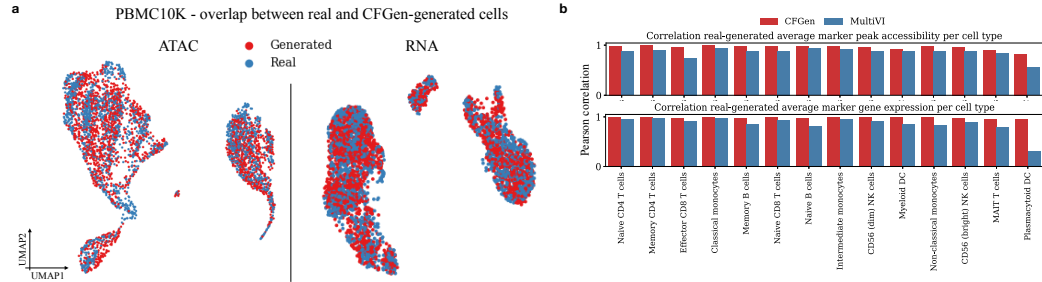 a
PBMC10K - overlap between real and CFGen-generated cells
ATAC
Generated
Real
RNA
UMAP2
UMAP1
b
CFGen
MultiVI
Correlation real-generated average marker peak accessibility per cell type
1
0
Correlation real-generated average marker gene expression per cell type
1
0
Pearson correlation
Naive CD4 T cells
Memory CD4 T cells
Effector CD8 T cells
Classical monocytes
Memory B cells
Naive CD8 T cells
Naive B cells
Intermediate monocytes
CD56 (dim) NK cells
Myeloid DC
Non-classical monocytes
CD56 (bright) NK cells
MAIT T cells
Plasmacytoid DC